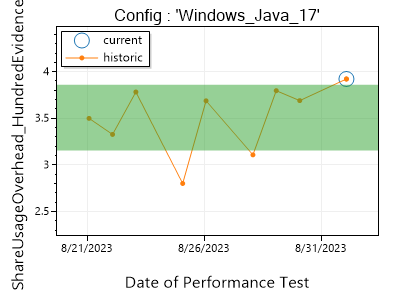 Config : 'Windows_Java_17'
current
historic
ShareUsageOverhead_HundredEvidence
4
3.5
3
2.5
8/21/2023
8/26/2023
8/31/2023
Date of Performance Test